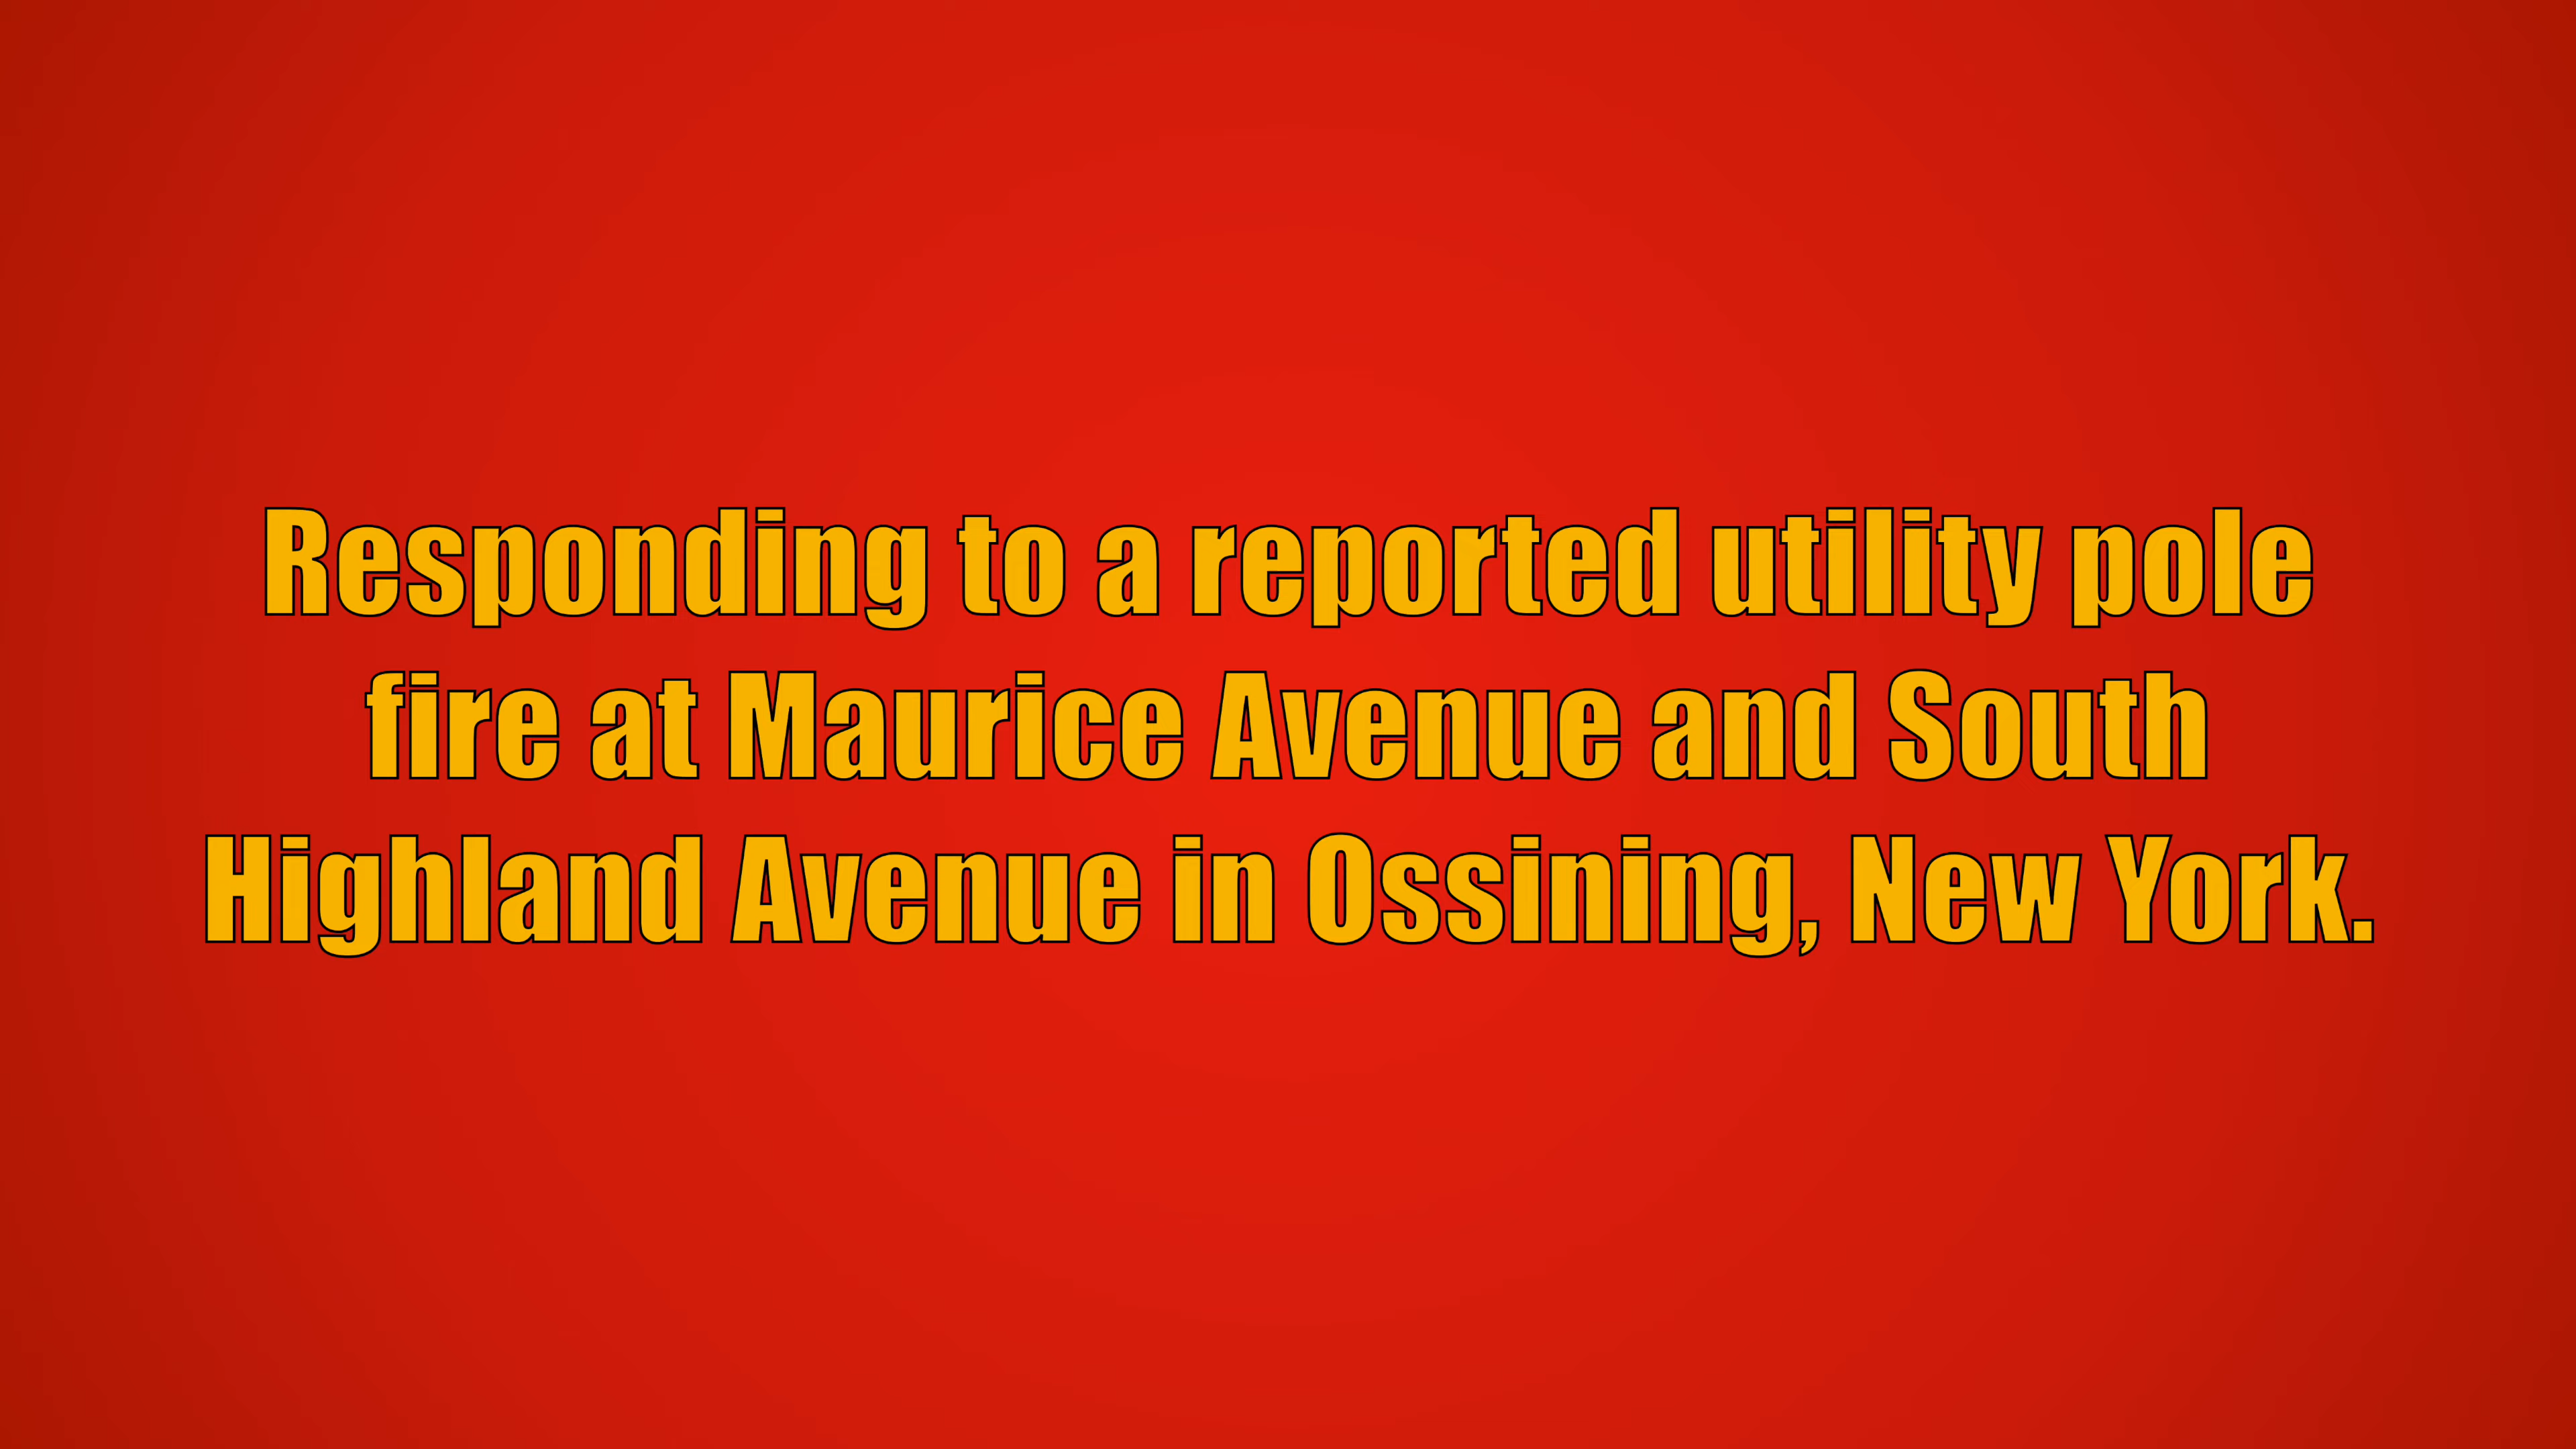 Responding to a reported utility pole
fire at Maurice Avenue and South
Highland Avenue in Ossining, New York.